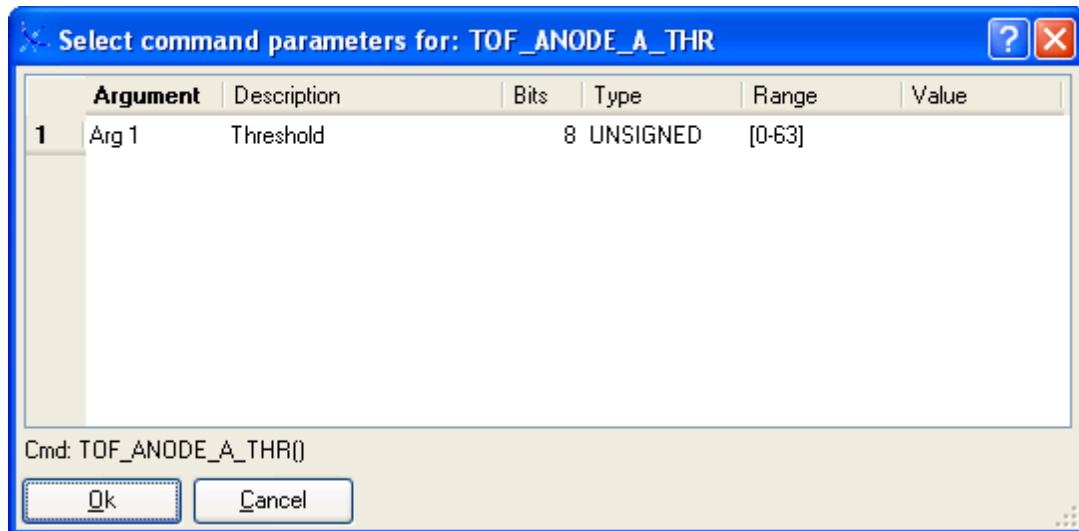 Select command parameters for: TOF_ANODE_A_THR
Argument Description Bits Type Range Value
1 Arg 1 Threshold 8 UNSIGNED [0-63]
Cmd: TOF_ANODE_A_THR()
Ok Cancel